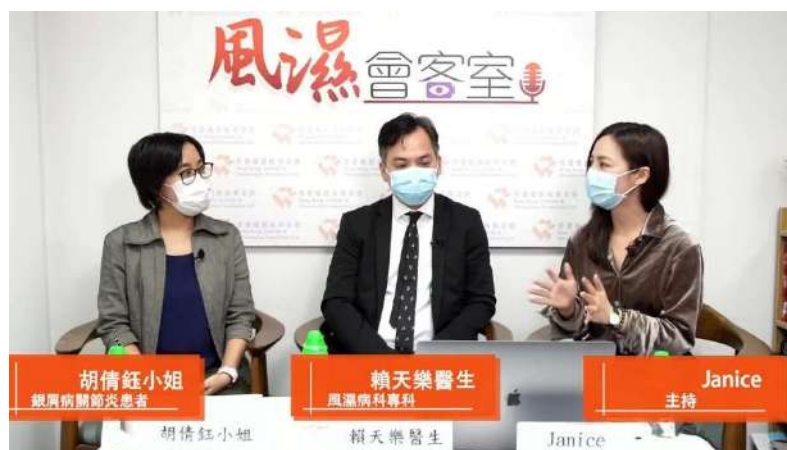 風濕會客室
胡倩鈺小姐
銀屑病關節炎患者
賴天樂醫生
風濕病科專科
Janice
主持
胡倩鈺小姐
賴天樂醫生
Janice